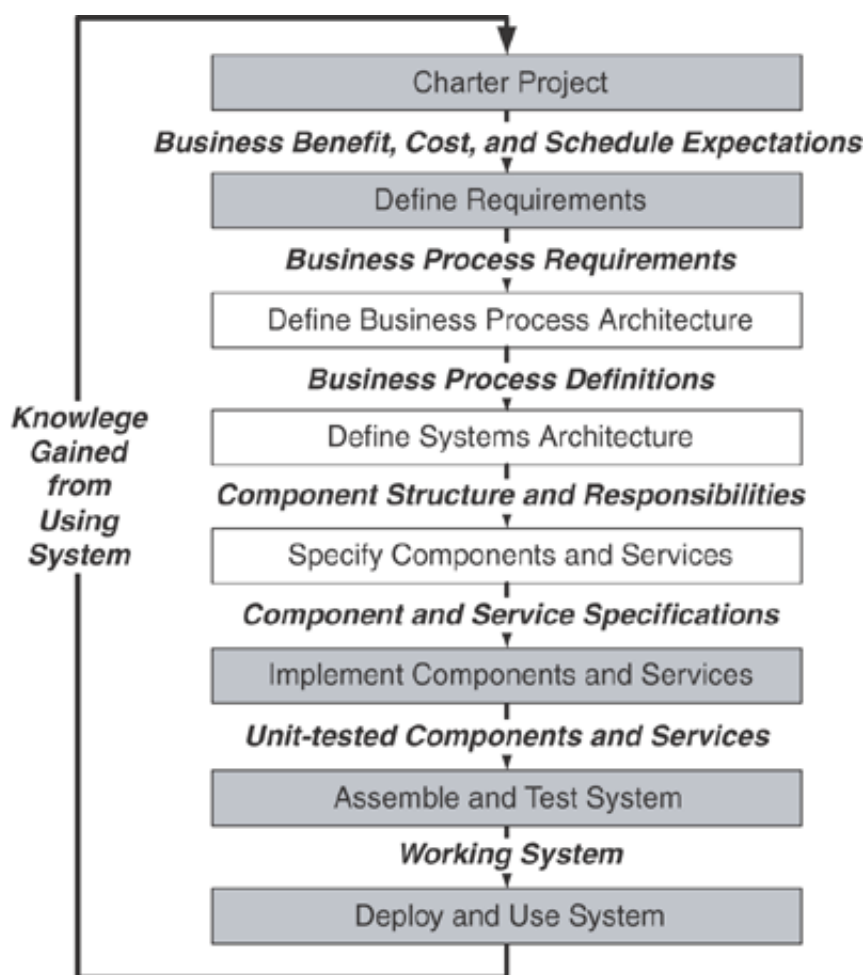 Charter Project
Business Benefit, Cost, and Schedule Expectations
Define Requirements
Business Process Requirements
Define Business Process Architecture
Business Process Definitions
Define Systems Architecture
Component Structure and Responsibilities
Specify Components and Services
Component and Service Specifications
Implement Components and Services
Unit-tested Components and Services
Assemble and Test System
Working System
Deploy and Use System
Knowlege
Gained
from
Using
System